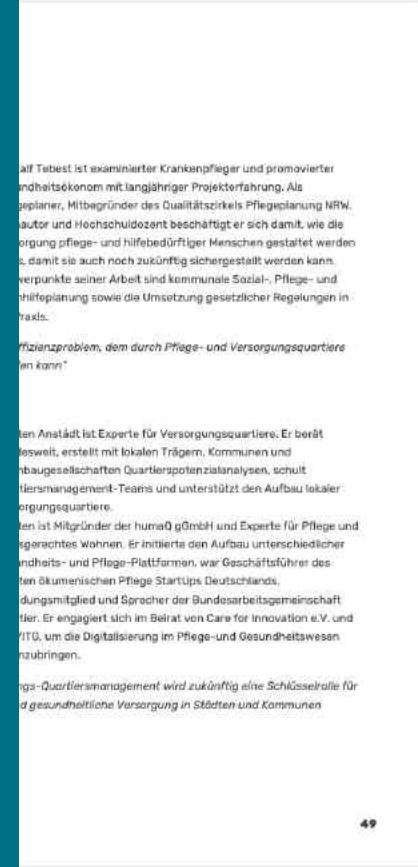 alf Tebest ist examinierter Krankenpfleger und promovierter
ndheitsökonom mit langjähriger Projekterfahrung. Als
geplaner, Mitbegründer des Qualitätszirkels Pflegeplanung NRW,
autor und Hochschuldozent beschäftigt er sich damit, wie die
orgung pflege- und hilfebedürftiger Menschen gestaltet werden
s, damit sie auch noch zukünftig sichergestellt werden kann.
verpunkte seiner Arbeit sind kommunale Sozial-, Pflege- und
nhilfeplanung sowie die Umsetzung gesetzlicher Regelungen in
raxis.
ffizienzproblem, dem durch Pflege- und Versorgungsquartiere
en kann"
ten Anstädt ist Experte für Versorgungsquartiere. Er berät
desweit, erstellt mit lokalen Trägern, Kommunen und
nbaugesellschaften Quartierspotenzialanalysen, schult
tiersmanagement-Teams und unterstützt den Aufbau lokaler
orgungsquartiere.
ten ist Mitgründer der humaQ gGmbH und Experte für Pflege und
sgerechtes Wohnen. Er initiierte den Aufbau unterschiedlicher
ndheits- und Pflege-Plattformen, war Geschäftsführer des
ten ökumenischen Pflege StartUps Deutschlands,
dungsmitglied und Sprecher der Bundesarbeitsgemeinschaft
tier. Er engagiert sich im Beirat von Care for Innovation e.V. und
ITG, um die Digitalisierung im Pflege-und Gesundheitswesen
nzubringen.
ngs-Quartiersmanagement wird zukünftig eine Schlüsselrolle für
d gesundheitliche Versorgung in Städten und Kommunen
49